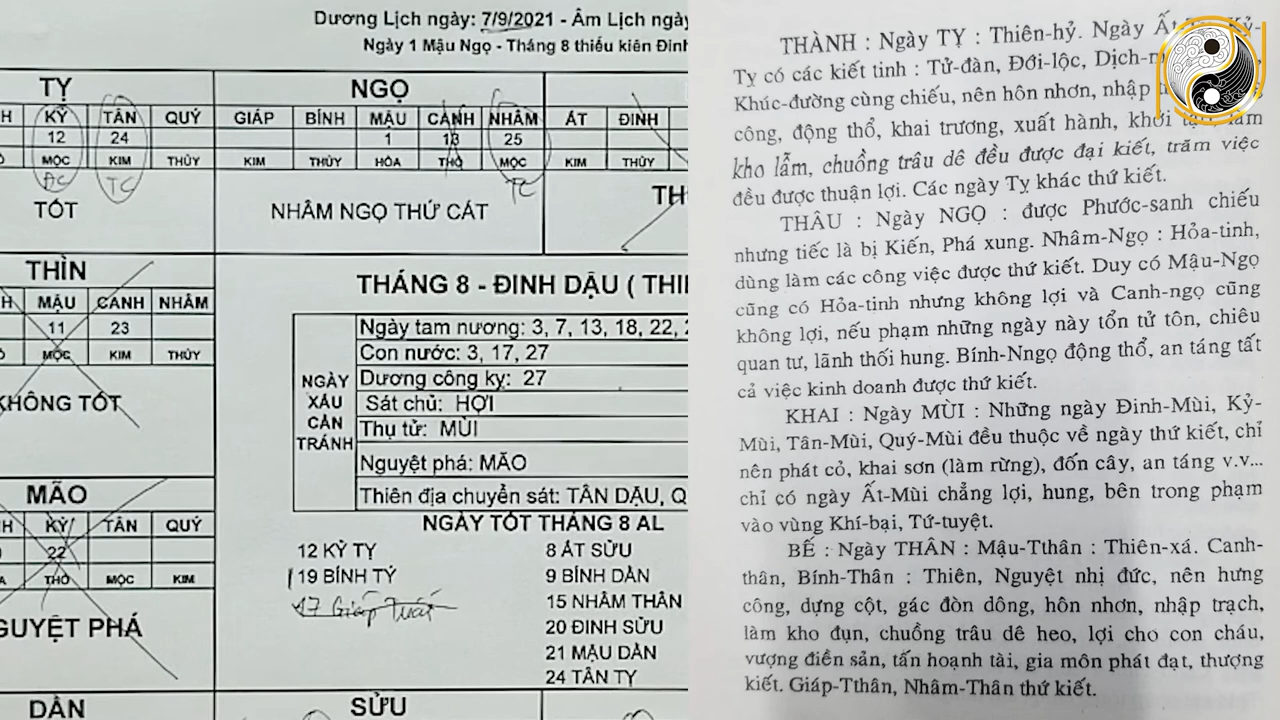 Dương Lịch ngày: 7/9/2021 - Âm Lịch ngày
Ngày 1 Mậu Ngọ - Tháng 8 thiếu kiên Đinh
TỴ
KỶ TÂN QUÝ
12 24
MỘC KIM THỦY
AC TC
TỐT
NGỌ
GIÁP BÍNH MẬU CANH NHÂM
1 13 25
KIM THỦY HỎA THỔ MỘC
TC
NHÂM NGỌ THỨ CÁT
ÁT ĐINH
KIM THỦY
TH
THÌN
H MẬU CANH NHÂM
11 23
MỘC KIM THỦY
KHÔNG TỐT
MÃO
H KỶ TÂN QUÝ
22
THỔ MỘC KIM
GUYỆT PHÁ
DẦN
SỬU
THÁNG 8 - ĐINH DẬU ( THI
NGÀY
XẤU
CẦN
TRÁNH
Ngày tam nương: 3, 7, 13, 18, 22, 2
Con nước: 3, 17, 27
Dương công kỵ: 27
Sát chủ: HỢI
Thụ tử: MÙI
Nguyệt phá: MÃO
Thiên địa chuyển sát: TÂN DẬU, Q
NGÀY TỐT THÁNG 8 AL
12 KỶ TỴ
19 BÍNH TÝ
17 Giáp Tuất
8 ÁT SỬU
9 BÍNH DẦN
15 NHÂM THÂN
20 ĐINH SỬU
21 MẬU DẦN
24 TÂN TỴ
THÀNH : Ngày TỴ : Thiên-hỷ. Ngày Ất- Kỷ-
Tỵ có các kiết tinh : Tử-đàn, Đới-lộc, Dịch-
Khúc-đường cùng chiếu, nên hôn nhơn, nhập
công, động thổ, khai trương, xuất hành, khởi làm
kho lẫm, chuồng trâu dê đều được đại kiết, trăm việc
đều được thuận lợi. Các ngày Tỵ khác thứ kiết.
THÂU : Ngày NGỌ : được Phước-sanh chiếu
nhưng tiếc là bị Kiến, Phá xung. Nhâm-Ngọ : Hỏa-tinh,
dùng làm các công việc được thứ kiết. Duy có Mậu-Ngọ
cũng có Hỏa-tinh nhưng không lợi và Canh-ngọ cũng
không lợi, nếu phạm những ngày này tổn tử tôn, chiêu
quan tư, lãnh thối hung. Bính-Nngọ động thổ, an táng tất
cả việc kinh doanh được thứ kiết.
KHAI : Ngày MÙI : Những ngày Đinh-Mùi, Kỷ-
Mùi, Tân-Mùi, Quý-Mùi đều thuộc về ngày thứ kiết, chỉ
nên phát cỏ, khai sơn (làm rừng), đốn cây, an táng v.v...
chỉ có ngày Ất-Mùi chẳng lợi, hung, bên trong phạm
vào vùng Khí-bại, Tứ-tuyệt.
BẾ : Ngày THÂN : Mậu-Tthân : Thiên-xá. Canh-
thân, Bính-Thân : Thiên, Nguyệt nhị đức, nên hưng
công, dựng cột, gác đòn dông, hôn nhơn, nhập trạch,
làm kho đụn, chuồng trâu dê heo, lợi cho con cháu,
vượng điền sản, tấn hoạnh tài, gia môn phát đạt, thượng
kiết. Giáp-Tthân, Nhâm-Thân thứ kiết.